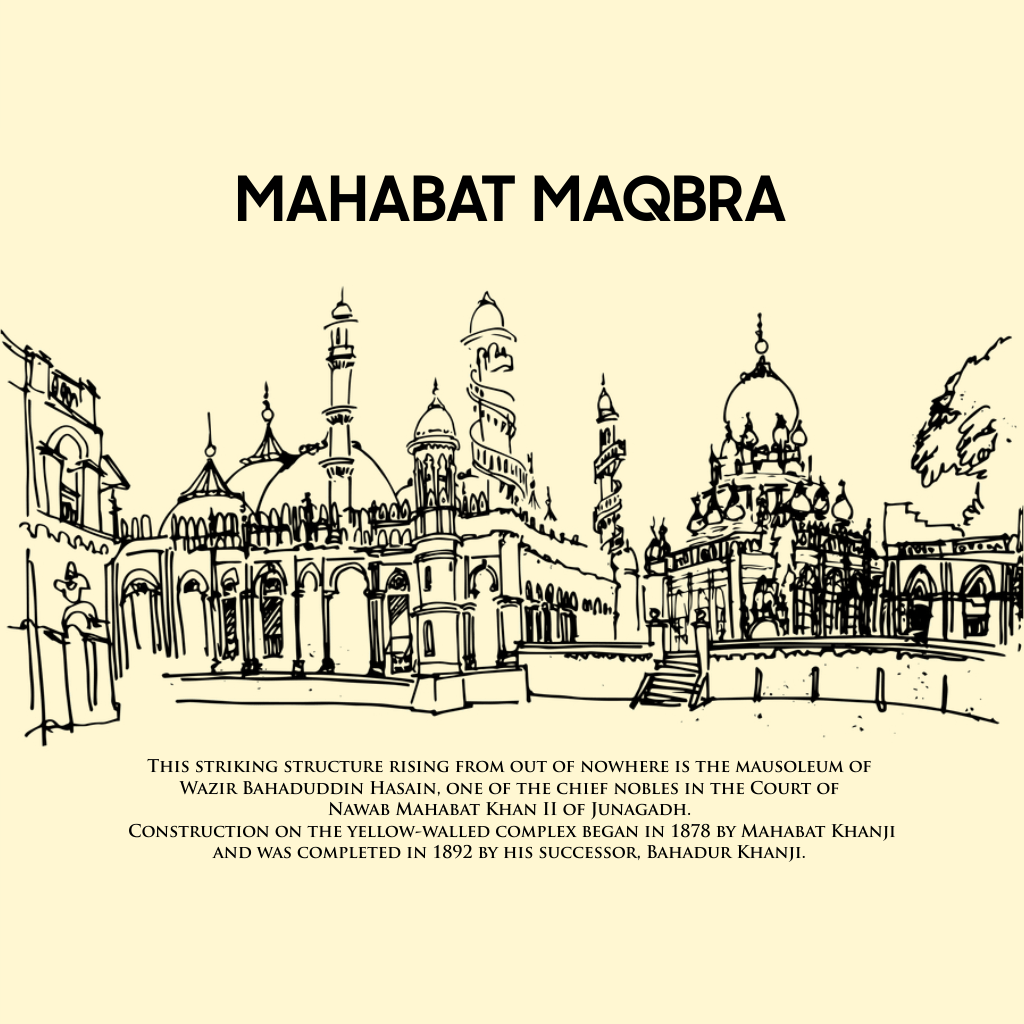 MAHABAT MAQBRA
This striking structure rising from out of nowhere is the mausoleum of
Wazir Bahaduddin Hasain, one of the chief nobles in the Court of
Nawab Mahabat Khan II of Junagadh.
Construction on the yellow-walled complex began in 1878 by Mahabat Khanji
and was completed in 1892 by his successor, Bahadur Khanji.